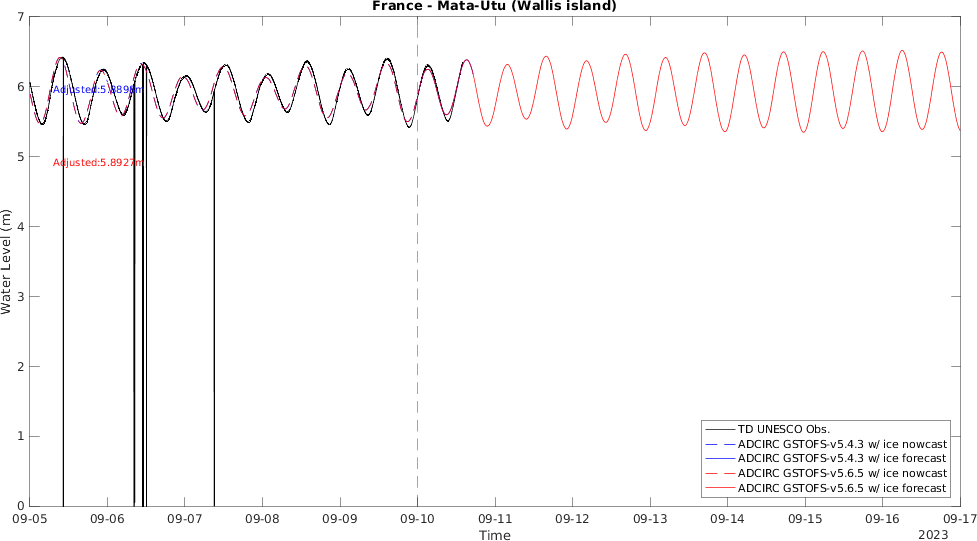 France - Mata-Utu (Wallis island)
7
6
5
4
3
2
1
0
Water Level (m)
Adjusted:5.8895m
Adjusted:5.8927m
TD UNESCO Obs.
ADCIRC GSTOFS-v5.4.3 w/ ice nowcast
ADCIRC GSTOFS-v5.4.3 w/ ice forecast
ADCIRC GSTOFS-v5.6.5 w/ ice nowcast
ADCIRC GSTOFS-v5.6.5 w/ ice forecast
09-05 09-06 09-07 09-08 09-09 09-10 09-11 09-12 09-13 09-14 09-15 09-16 09-17
Time
2023